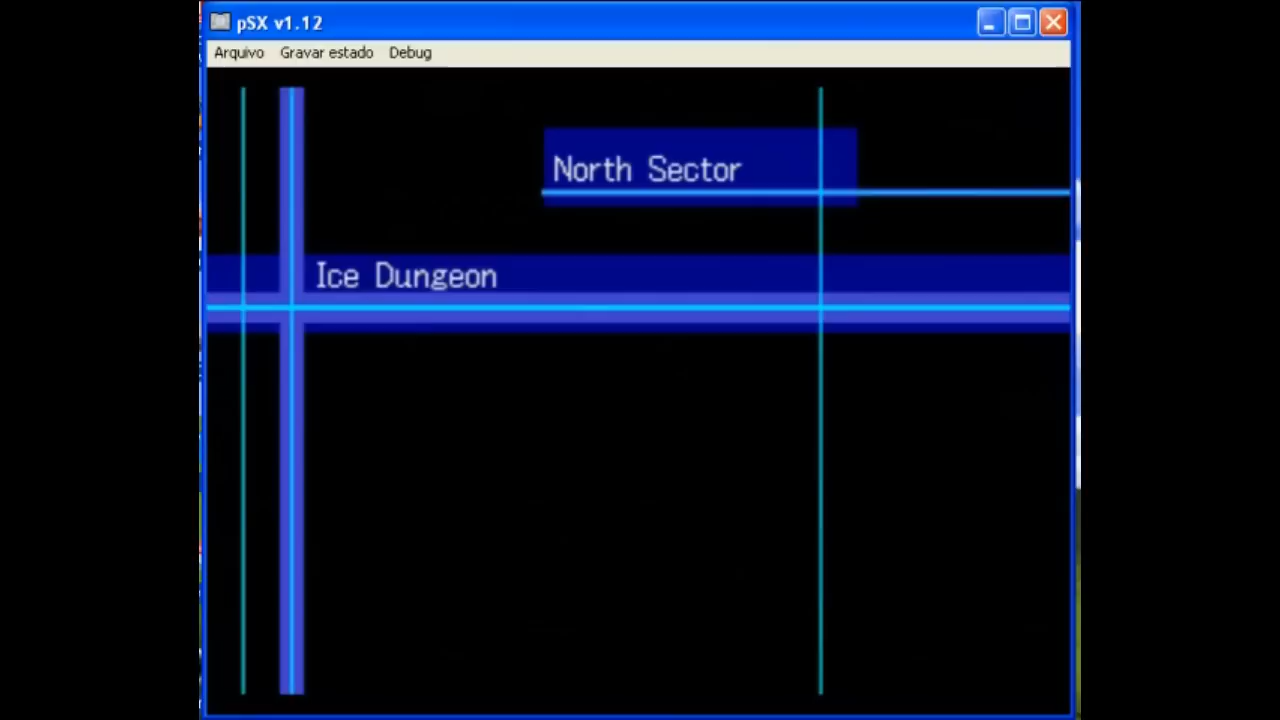 pSX v1.12
Arquivo Gravar estado Debug
North Sector
Ice Dungeon